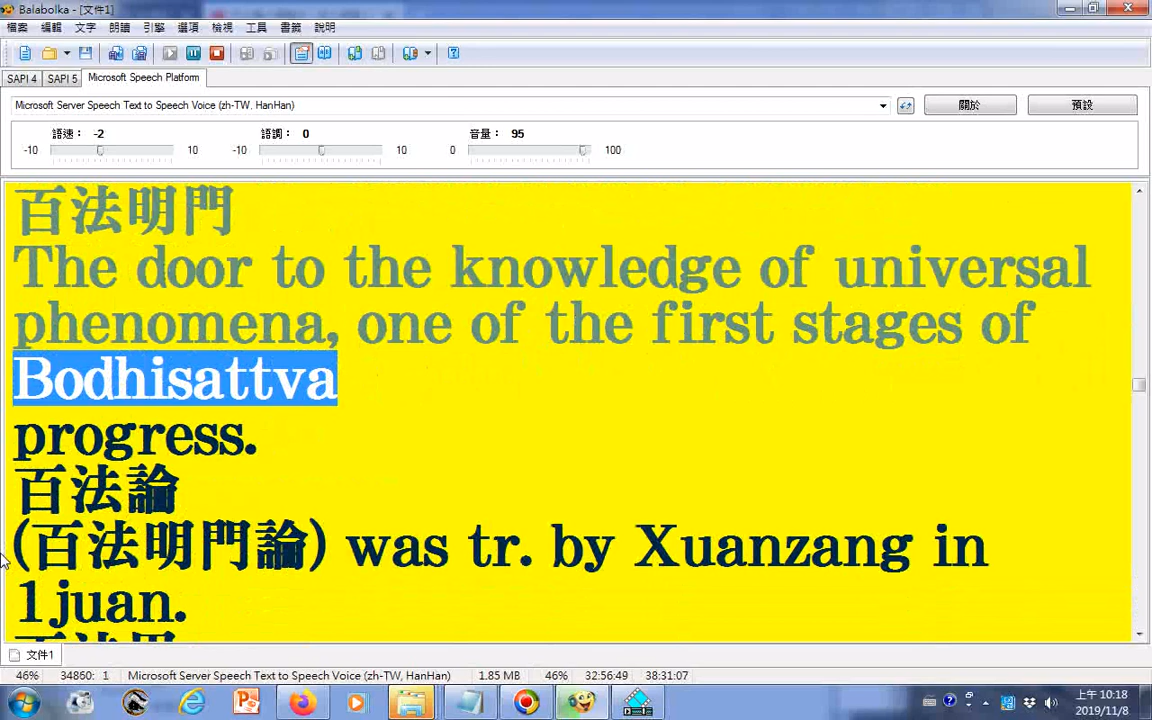 Balabolka - [文件1]
檔案 編輯 文字 朗讀 引擎 選項 檢視 工具 書籤 說明
SAPI 4 SAPI 5 Microsoft Speech Platform
Microsoft Server Speech Text to Speech Voice (zh-TW, HanHan)
關於 預設
語速： -2 語調： 0 音量： 95
-10 10 -10 10 0 100
百法明門
The door to the knowledge of universal
phenomena, one of the first stages of
Bodhisattva
progress.
百法論
(百法明門論) was tr. by Xuanzang in
1juan.
文件1
46% 34860: 1 Microsoft Server Speech Text to Speech Voice (zh-TW, HanHan) 1.85 MB 46% 32:56:49 38:31:07
上午 10:18
2019/11/8